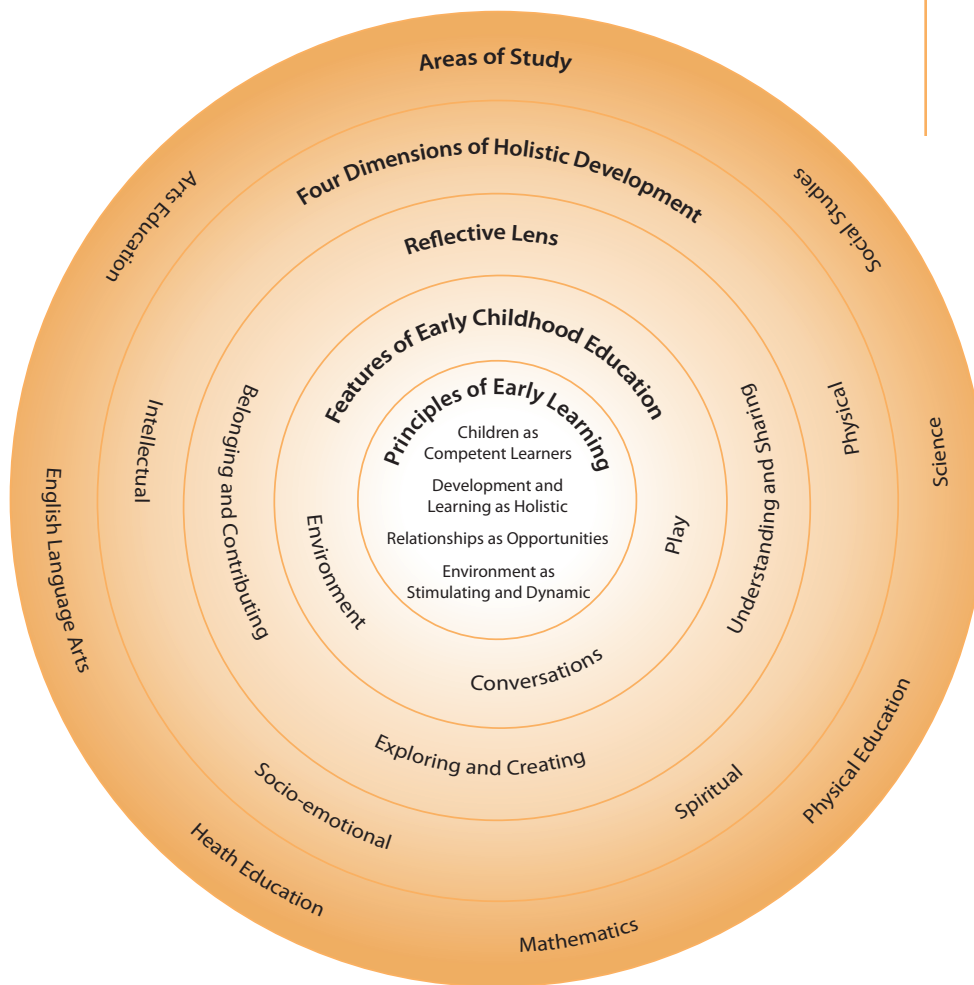 Areas of Study
Arts Education
Social Studies
English Language Arts
Science
Heath Education
Physical Education
Mathematics
Four Dimensions of Holistic Development
Intellectual
Physical
Socio-emotional
Spiritual
Reflective Lens
Belonging and Contributing
Understanding and Sharing
Exploring and Creating
Features of Early Childhood Education
Environment
Play
Conversations
Principles of Early Learning
Children as
Competent Learners
Development and
Learning as Holistic
Relationships as Opportunities
Environment as
Stimulating and Dynamic